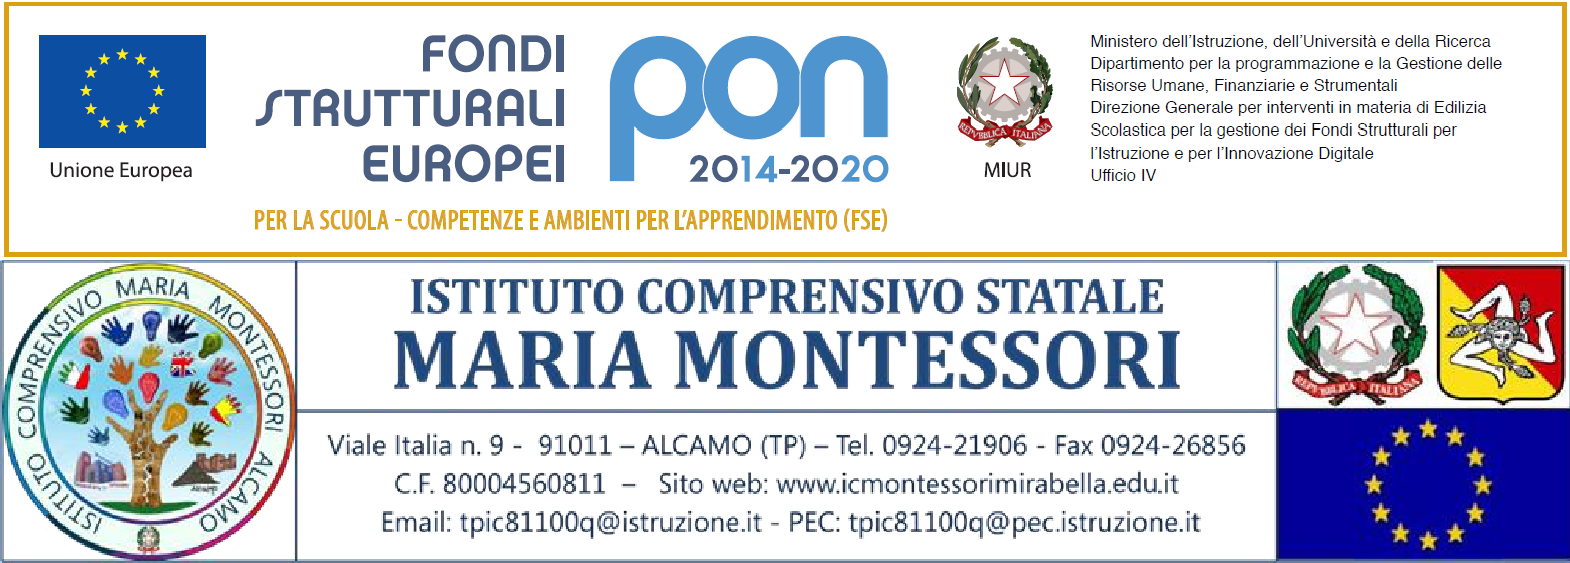 FONDI
STRUTTURALI
EUROPEI
pon
2014-2020
Unione Europea
PER LA SCUOLA - COMPETENZE E AMBIENTI PER L'APPRENDIMENTO (FSE)
REPVBBLICA ITALIANA
MIUR
Ministero dell'Istruzione, dell'Università e della Ricerca
Dipartimento per la programmazione e la Gestione delle
Risorse Umane, Finanziarie e Strumentali
Direzione Generale per interventi in materia di Edilizia
Scolastica per la gestione dei Fondi Strutturali per
l'Istruzione e per l'Innovazione Digitale
Ufficio IV
ISTITUTO COMPRENSIVO MARIA MONTESSORI ALCAMO
ISTITUTO COMPRENSIVO STATALE
MARIA MONTESSORI
Viale Italia n. 9 - 91011 – ALCAMO (TP) – Tel. 0924-21906 - Fax 0924-26856
C.F. 80004560811 – Sito web: www.icmontessorimirabella.edu.it
Email: tpic81100q@istruzione.it - PEC: tpic81100q@pec.istruzione.it
REPVBBLICA ITALIANA